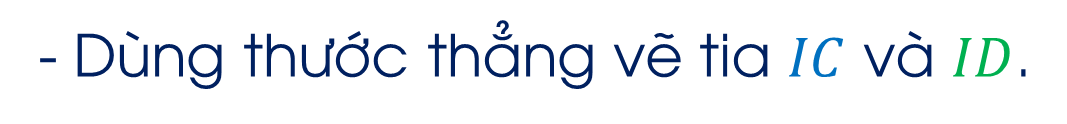 - Dùng thước thẳng vẽ tia IC và ID.